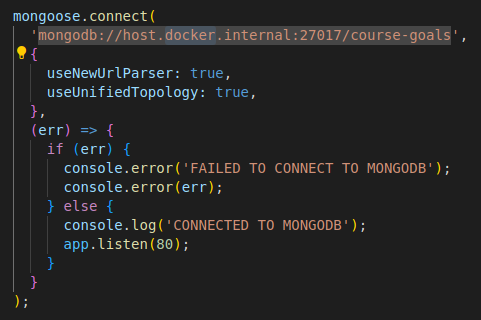 mongoose.connect(
'mongodb://host.docker.internal:27017/course-goals',
{
useNewUrlParser: true,
useUnifiedTopology: true,
},
(err) => {
if (err) {
console.error('FAILED TO CONNECT TO MONGODB');
console.error(err);
} else {
console.log('CONNECTED TO MONGODB');
app.listen(80);
}
}
);